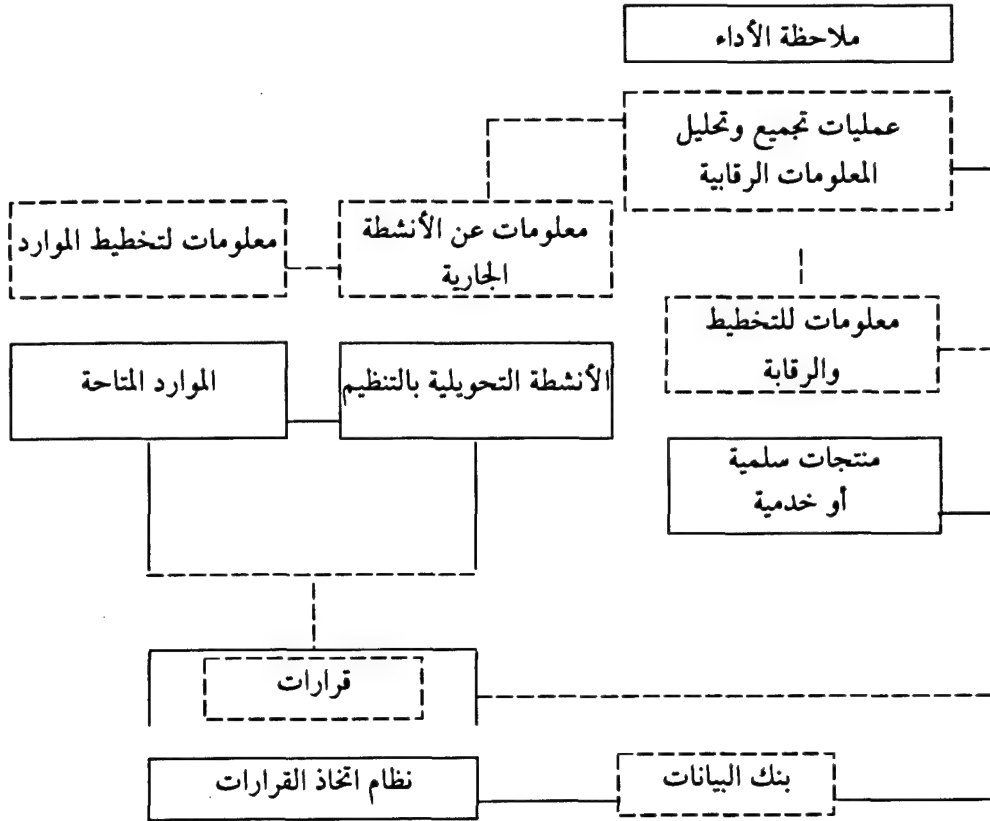 ملاحظة الأداء
عمليات تجميع وتحليل
المعلومات الرقابية
معلومات عن الأنشطة
الجارية
معلومات لتخطيط الموارد
معلومات للتخطيط
والرقابة
الأنشطة التحويلية بالتنظيم
الموارد المتاحة
منتجات سلمية
أو خدمية
قرارات
بنك البيانات
نظام اتخاذ القرارات